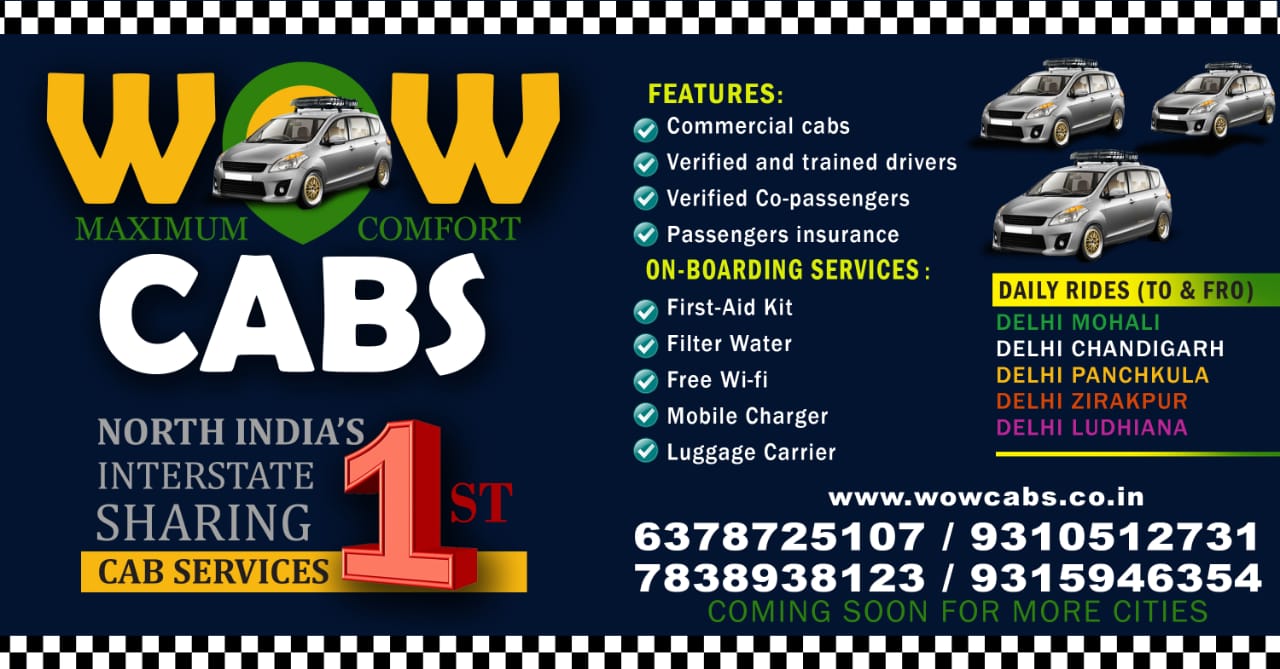 WOW
MAXIMUM COMFORT
CABS
NORTH INDIA'S
INTERSTATE
SHARING
CAB SERVICES
1ST
FEATURES:
Commercial cabs
Verified and trained drivers
Verified Co-passengers
Passengers insurance
ON-BOARDING SERVICES :
First-Aid Kit
Filter Water
Free Wi-fi
Mobile Charger
Luggage Carrier
DAILY RIDES (TO & FRO)
DELHI MOHALI
DELHI CHANDIGARH
DELHI PANCHKULA
DELHI ZIRAKPUR
DELHI LUDHIANA
www.wowcabs.co.in
6378725107 / 9310512731
7838938123 / 9315946354
COMING SOON FOR MORE CITIES